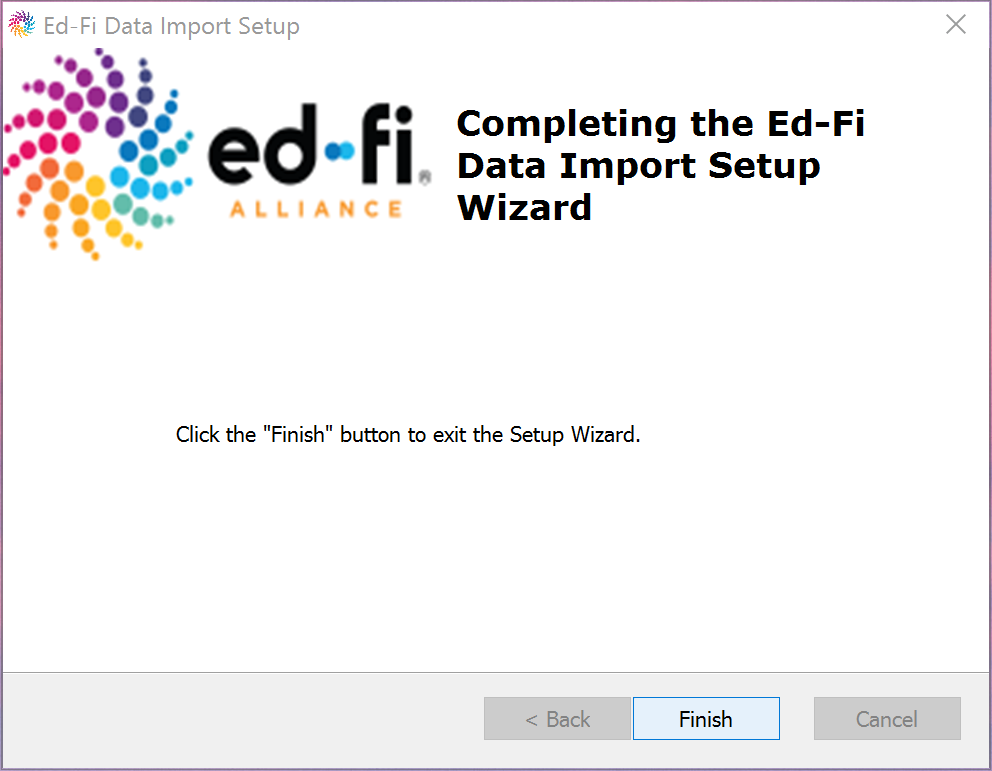 Ed-Fi Data Import Setup
ed-fi®
ALLIANCE
Completing the Ed-Fi
Data Import Setup
Wizard
Click the "Finish" button to exit the Setup Wizard.
< Back
Finish
Cancel